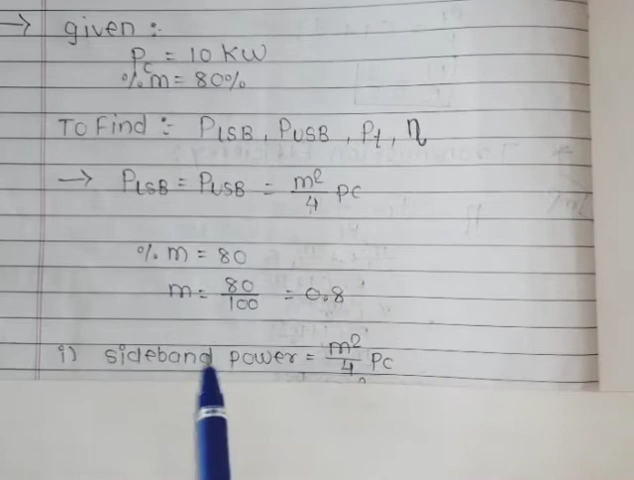 → given :-
Pc = 10 KW
% m = 80%
To Find :- PLSB, PUSB, Pt, η
→ PLSB = PUSB = m²/4 Pc
% m = 80
m = 80/100 = 0.8
i) sideband power = m²/4 Pc